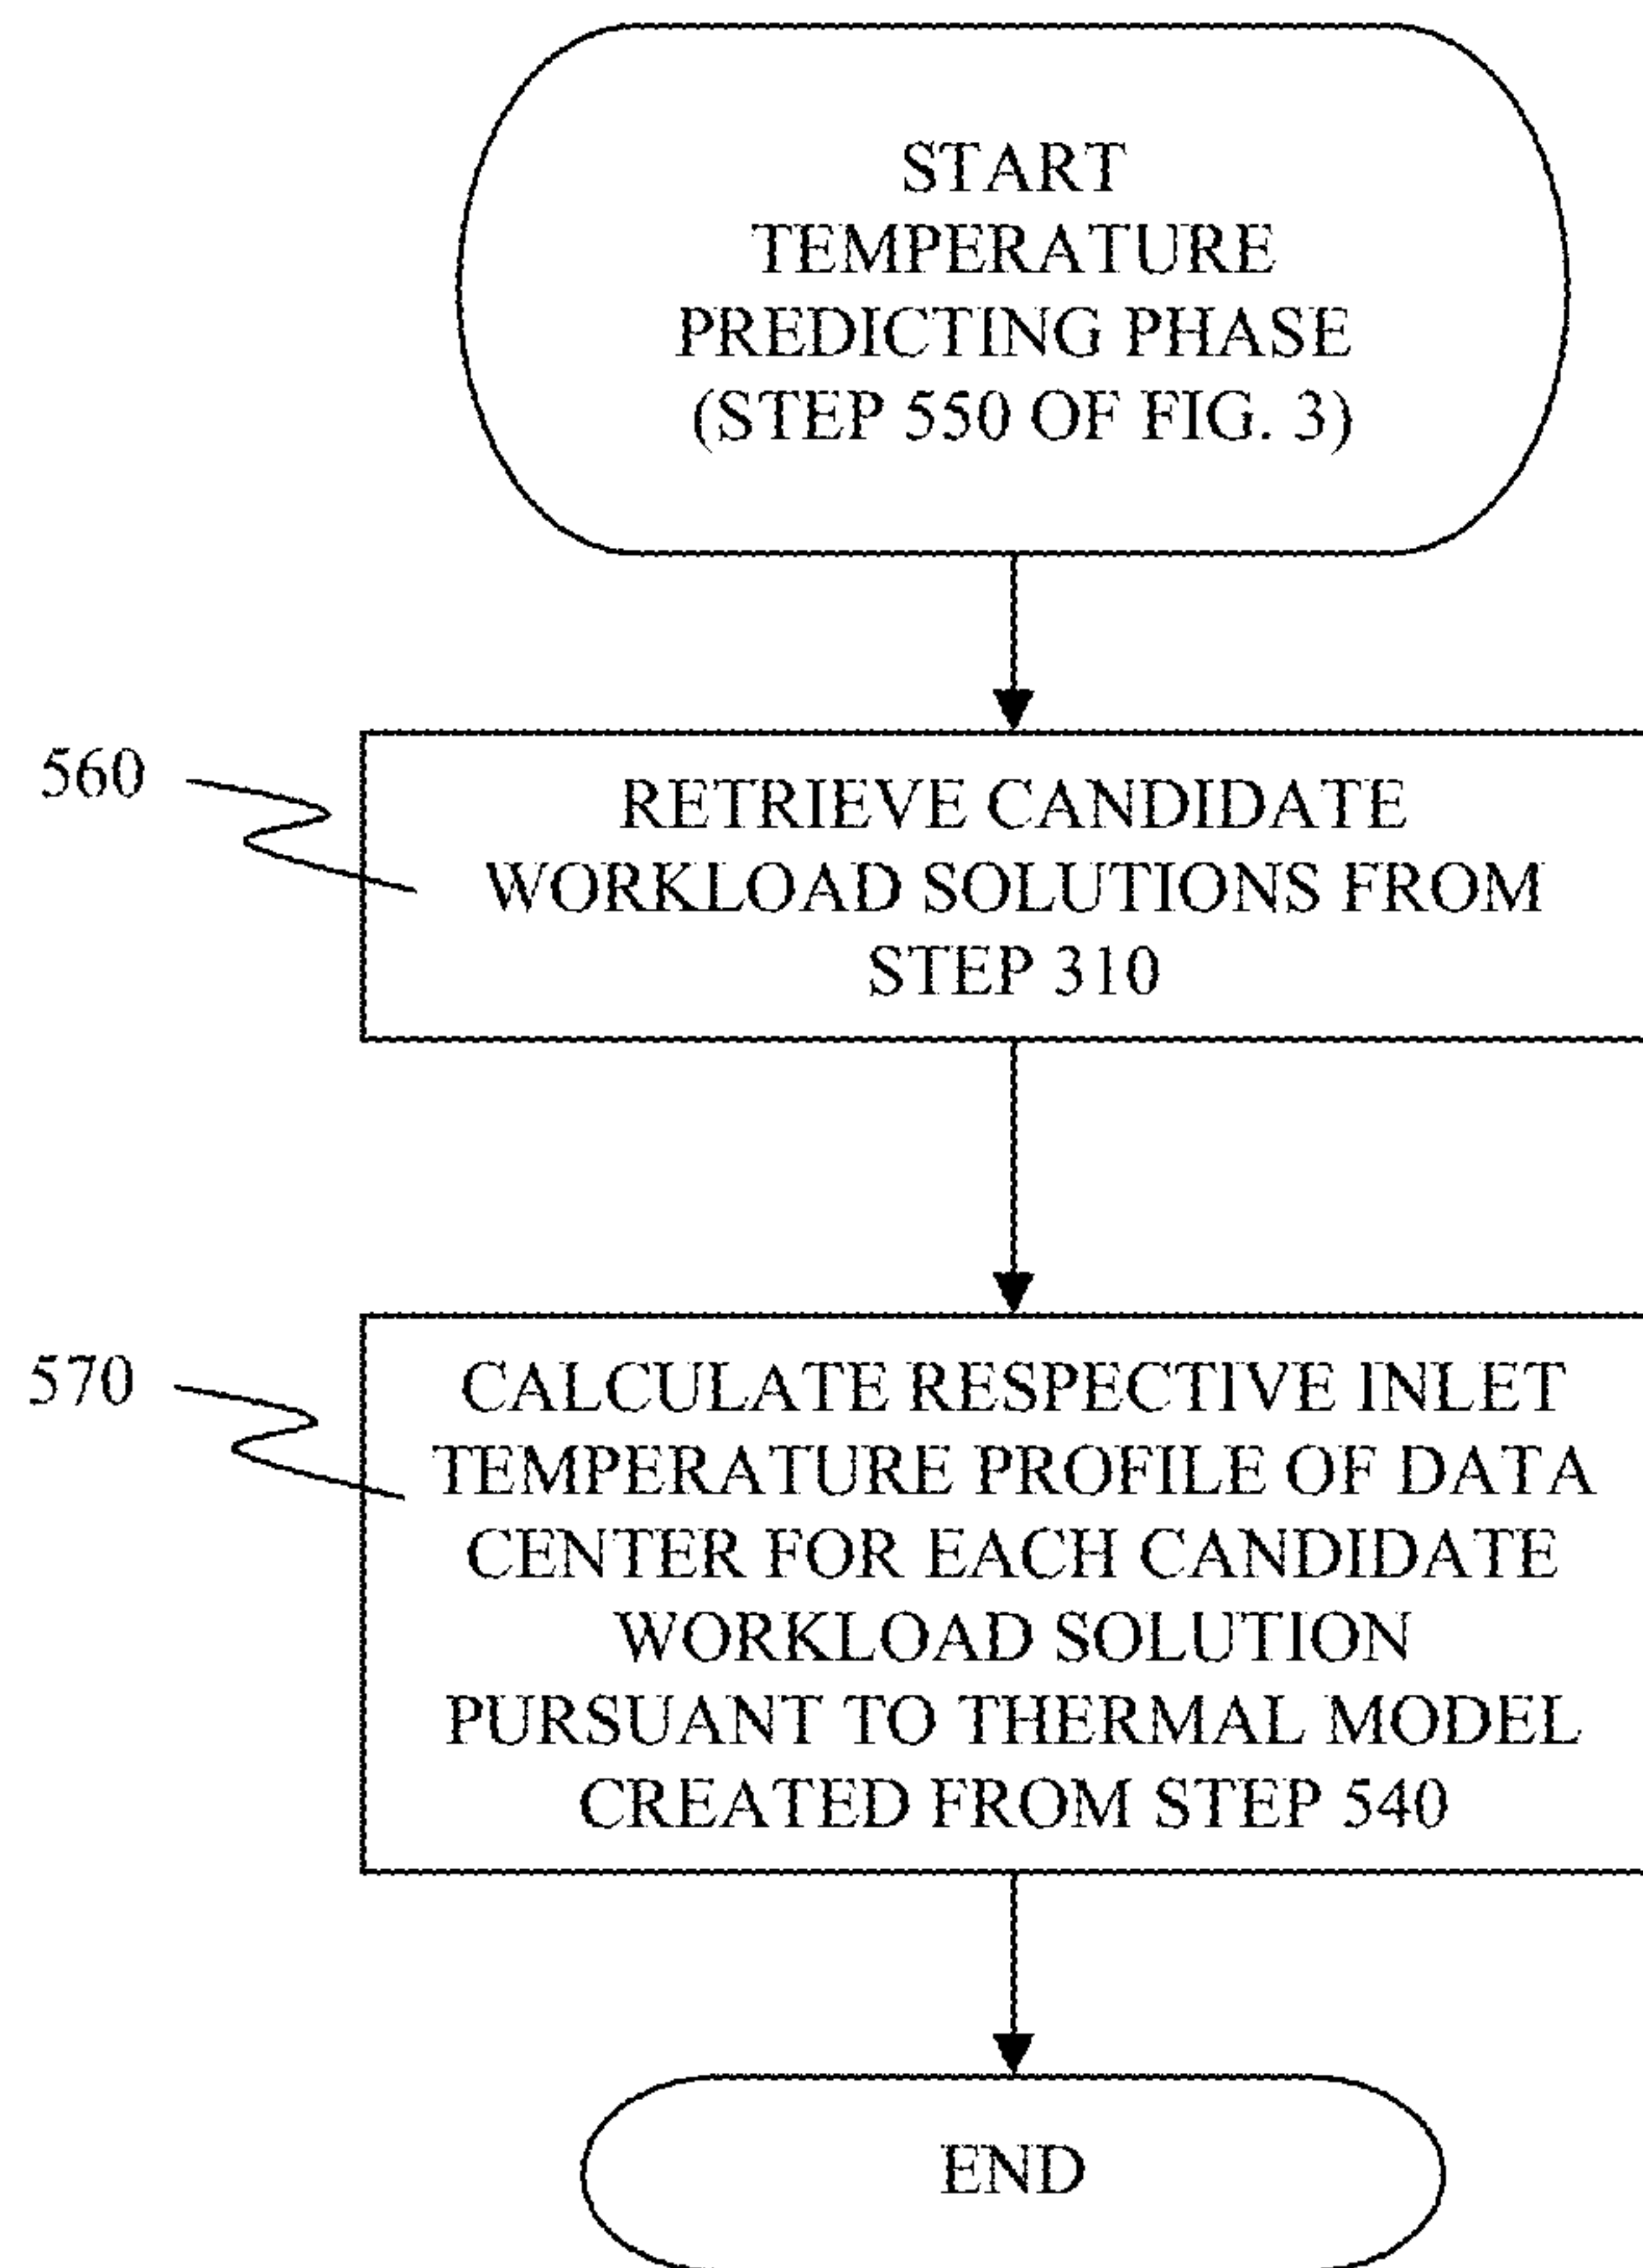 START
TEMPERATURE
PREDICTING PHASE
(STEP 550 OF FIG. 3)
560
RETRIEVE CANDIDATE
WORKLOAD SOLUTIONS FROM
STEP 310
570
CALCULATE RESPECTIVE INLET
TEMPERATURE PROFILE OF DATA
CENTER FOR EACH CANDIDATE
WORKLOAD SOLUTION
PURSUANT TO THERMAL MODEL
CREATED FROM STEP 540
END